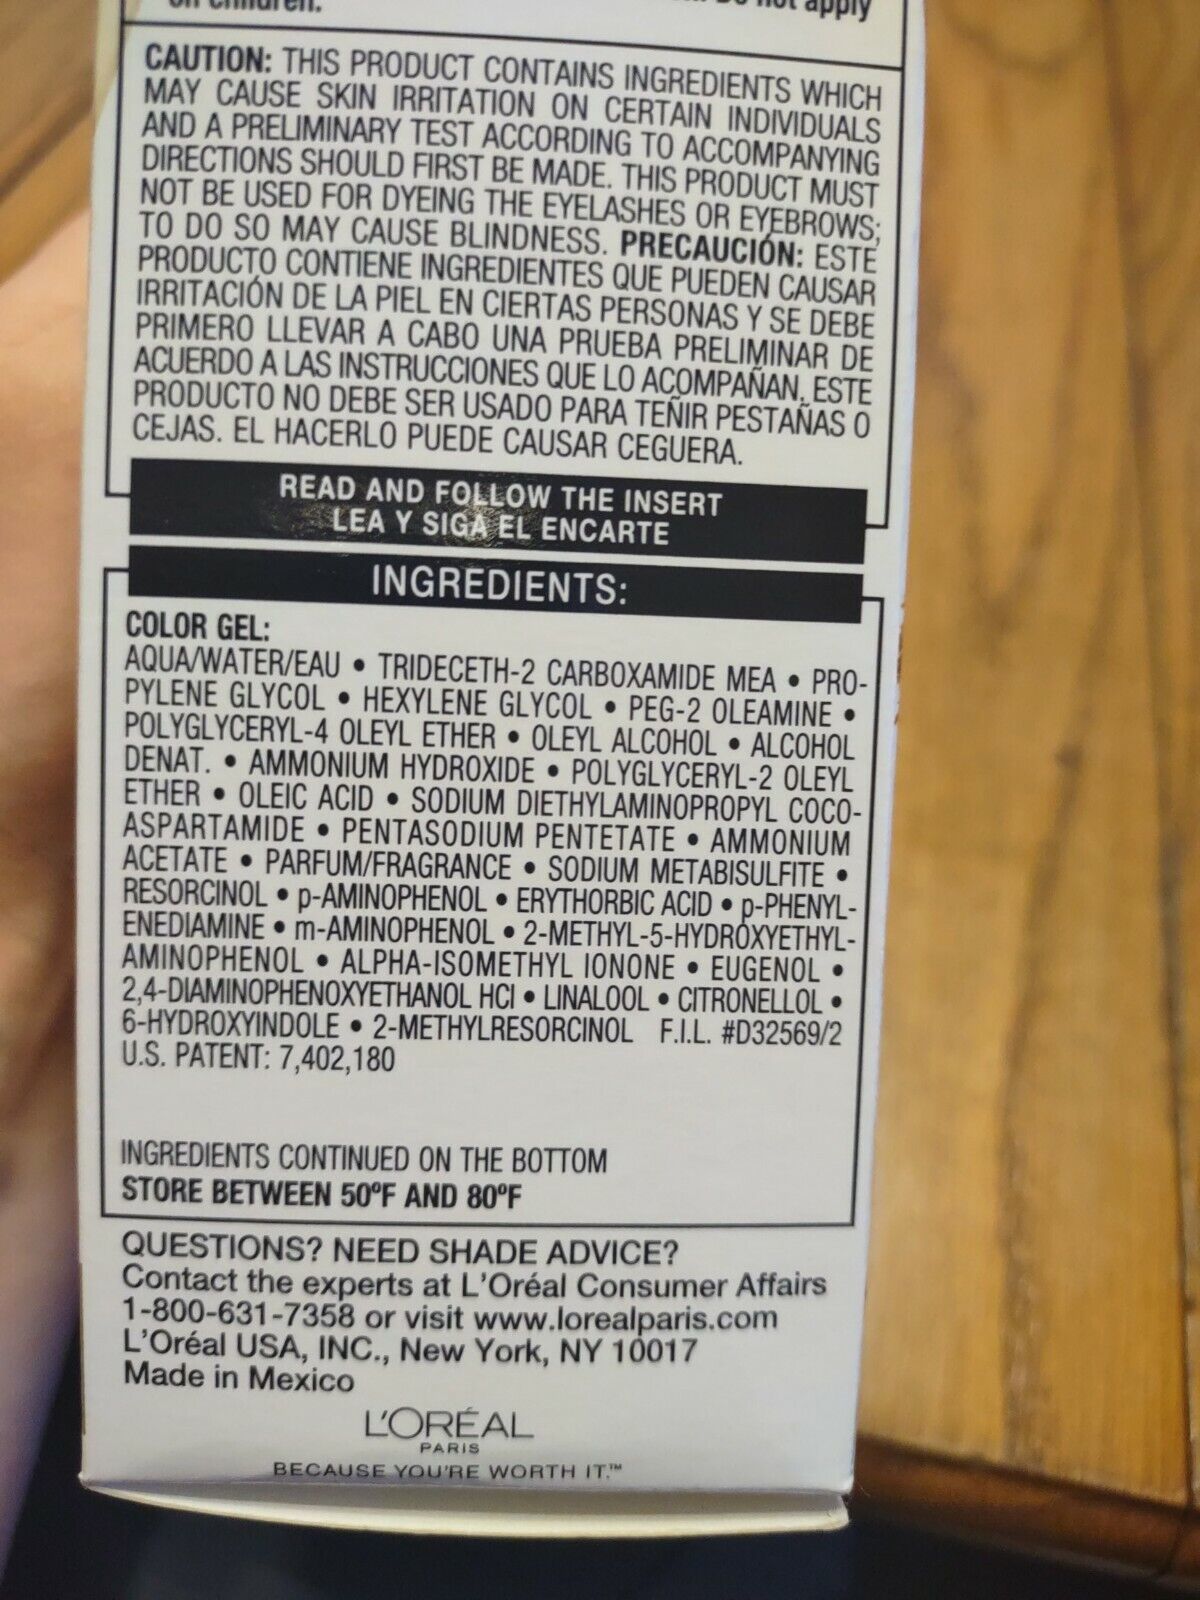 on children. Do not apply
CAUTION: THIS PRODUCT CONTAINS INGREDIENTS WHICH
MAY CAUSE SKIN IRRITATION ON CERTAIN INDIVIDUALS
AND A PRELIMINARY TEST ACCORDING TO ACCOMPANYING
DIRECTIONS SHOULD FIRST BE MADE. THIS PRODUCT MUST
NOT BE USED FOR DYEING THE EYELASHES OR EYEBROWS;
TO DO SO MAY CAUSE BLINDNESS. PRECAUCIÓN: ESTE
PRODUCTO CONTIENE INGREDIENTES QUE PUEDEN CAUSAR
IRRITACIÓN DE LA PIEL EN CIERTAS PERSONAS Y SE DEBE
PRIMERO LLEVAR A CABO UNA PRUEBA PRELIMINAR DE
ACUERDO A LAS INSTRUCCIONES QUE LO ACOMPAÑAN, ESTE
PRODUCTO NO DEBE SER USADO PARA TEÑIR PESTAÑAS O
CEJAS. EL HACERLO PUEDE CAUSAR CEGUERA.
READ AND FOLLOW THE INSERT
LEA Y SIGA EL ENCARTE
INGREDIENTS:
COLOR GEL:
AQUA/WATER/EAU • TRIDECETH-2 CARBOXAMIDE MEA • PRO-
PYLENE GLYCOL • HEXYLENE GLYCOL • PEG-2 OLEAMINE •
POLYGLYCERYL-4 OLEYL ETHER • OLEYL ALCOHOL • ALCOHOL
DENAT. • AMMONIUM HYDROXIDE • POLYGLYCERYL-2 OLEYL
ETHER • OLEIC ACID • SODIUM DIETHYLAMINOPROPYL COCO-
ASPARTAMIDE • PENTASODIUM PENTETATE • AMMONIUM
ACETATE • PARFUM/FRAGRANCE • SODIUM METABISULFITE •
RESORCINOL • p-AMINOPHENOL • ERYTHORBIC ACID • p-PHENYL-
ENEDIAMINE • m-AMINOPHENOL • 2-METHYL-5-HYDROXYETHYL-
AMINOPHENOL • ALPHA-ISOMETHYL IONONE • EUGENOL •
2,4-DIAMINOPHENOXYETHANOL HCI • LINALOOL • CITRONELLOL •
6-HYDROXYINDOLE • 2-METHYLRESORCINOL F.I.L. #D32569/2
U.S. PATENT: 7,402,180
INGREDIENTS CONTINUED ON THE BOTTOM
STORE BETWEEN 50ºF AND 80ºF
QUESTIONS? NEED SHADE ADVICE?
Contact the experts at L'Oréal Consumer Affairs
1-800-631-7358 or visit www.lorealparis.com
L'Oréal USA, INC., New York, NY 10017
Made in Mexico
L'ORÉAL
PARIS
BECAUSE YOU'RE WORTH IT.™